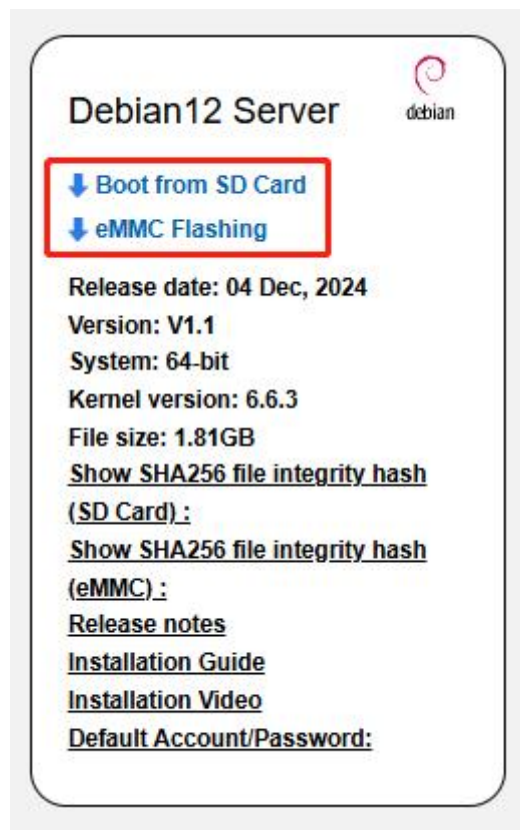 debian
Debian12 Server
Boot from SD Card
eMMC Flashing
Release date: 04 Dec, 2024
Version: V1.1
System: 64-bit
Kernel version: 6.6.3
File size: 1.81GB
Show SHA256 file integrity hash
(SD Card) :
Show SHA256 file integrity hash
(eMMC) :
Release notes
Installation Guide
Installation Video
Default Account/Password: